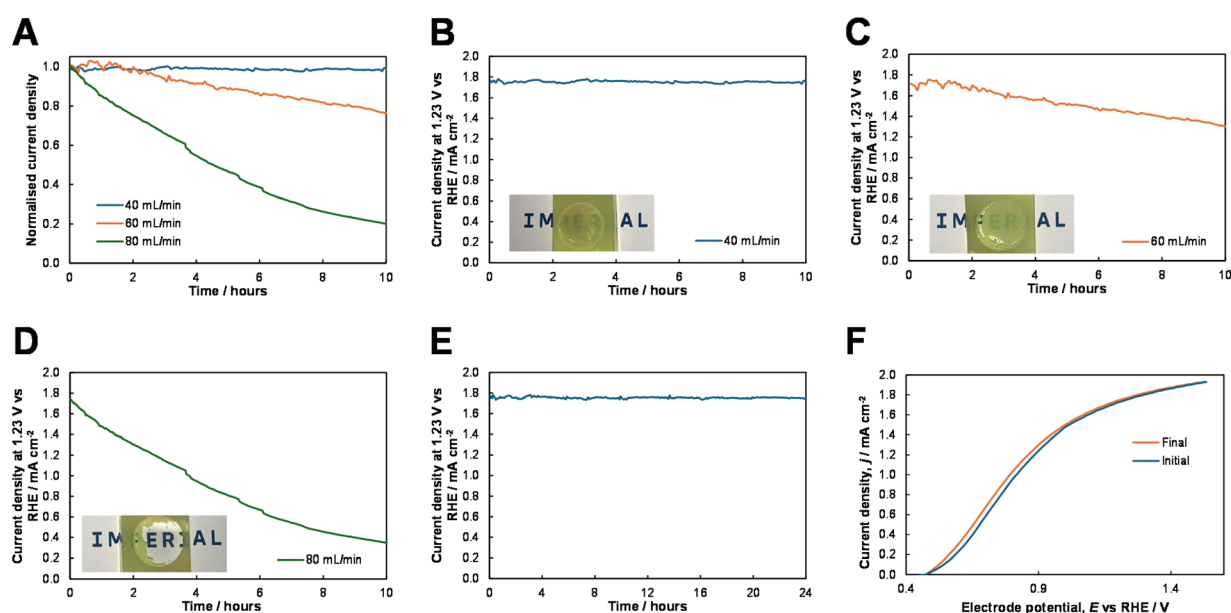 A
Normalised current density
1.0
0.8
0.6
0.4
0.2
0.0
40 mL/min
60 mL/min
80 mL/min
0 2 4 6 8 10
Time / hours
B
Current density at 1.23 V vs
RHE / mA cm-2
2.0
1.8
1.6
1.4
1.2
1.0
0.8
0.6
0.4
0.2
0.0
IMPERIAL
40 mL/min
0 2 4 6 8 10
Time / hours
C
Current density at 1.23 V vs
RHE / mA cm-2
2.0
1.8
1.6
1.4
1.2
1.0
0.8
0.6
0.4
0.2
0.0
IMPERIAL
60 mL/min
0 2 4 6 8 10
Time / hours
D
Current density at 1.23 V vs
RHE / mA cm-2
2.0
1.8
1.6
1.4
1.2
1.0
0.8
0.6
0.4
0.2
0.0
IMPERIAL
80 mL/min
0 2 4 6 8 10
Time / hours
E
Current density at 1.23 V vs
RHE / mA cm-2
2.0
1.8
1.6
1.4
1.2
1.0
0.8
0.6
0.4
0.2
0.0
0 4 8 12 16 20 24
Time / hours
F
Current density, j / mA cm-2
2.0
1.8
1.6
1.4
1.2
1.0
0.8
0.6
0.4
0.2
0.0
Final
Initial
0.4 0.9 1.4
Electrode potential, E vs RHE / V